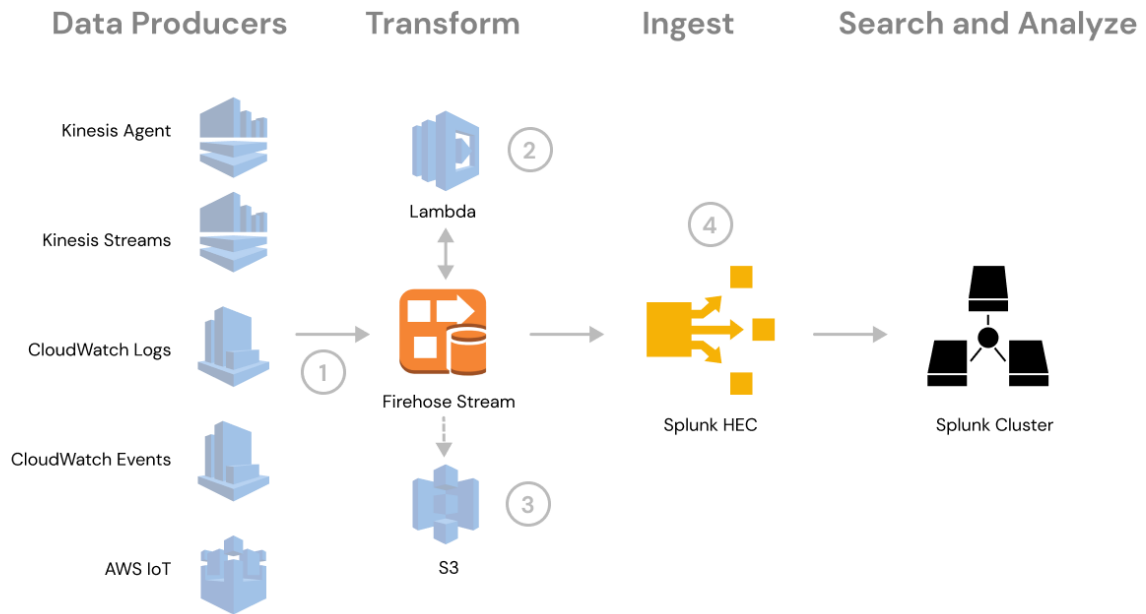 Data Producers
Transform
Ingest
Search and Analyze
Kinesis Agent
Kinesis Streams
CloudWatch Logs
CloudWatch Events
AWS IoT
1
Lambda
2
Firehose Stream
S3
3
4
Splunk HEC
Splunk Cluster